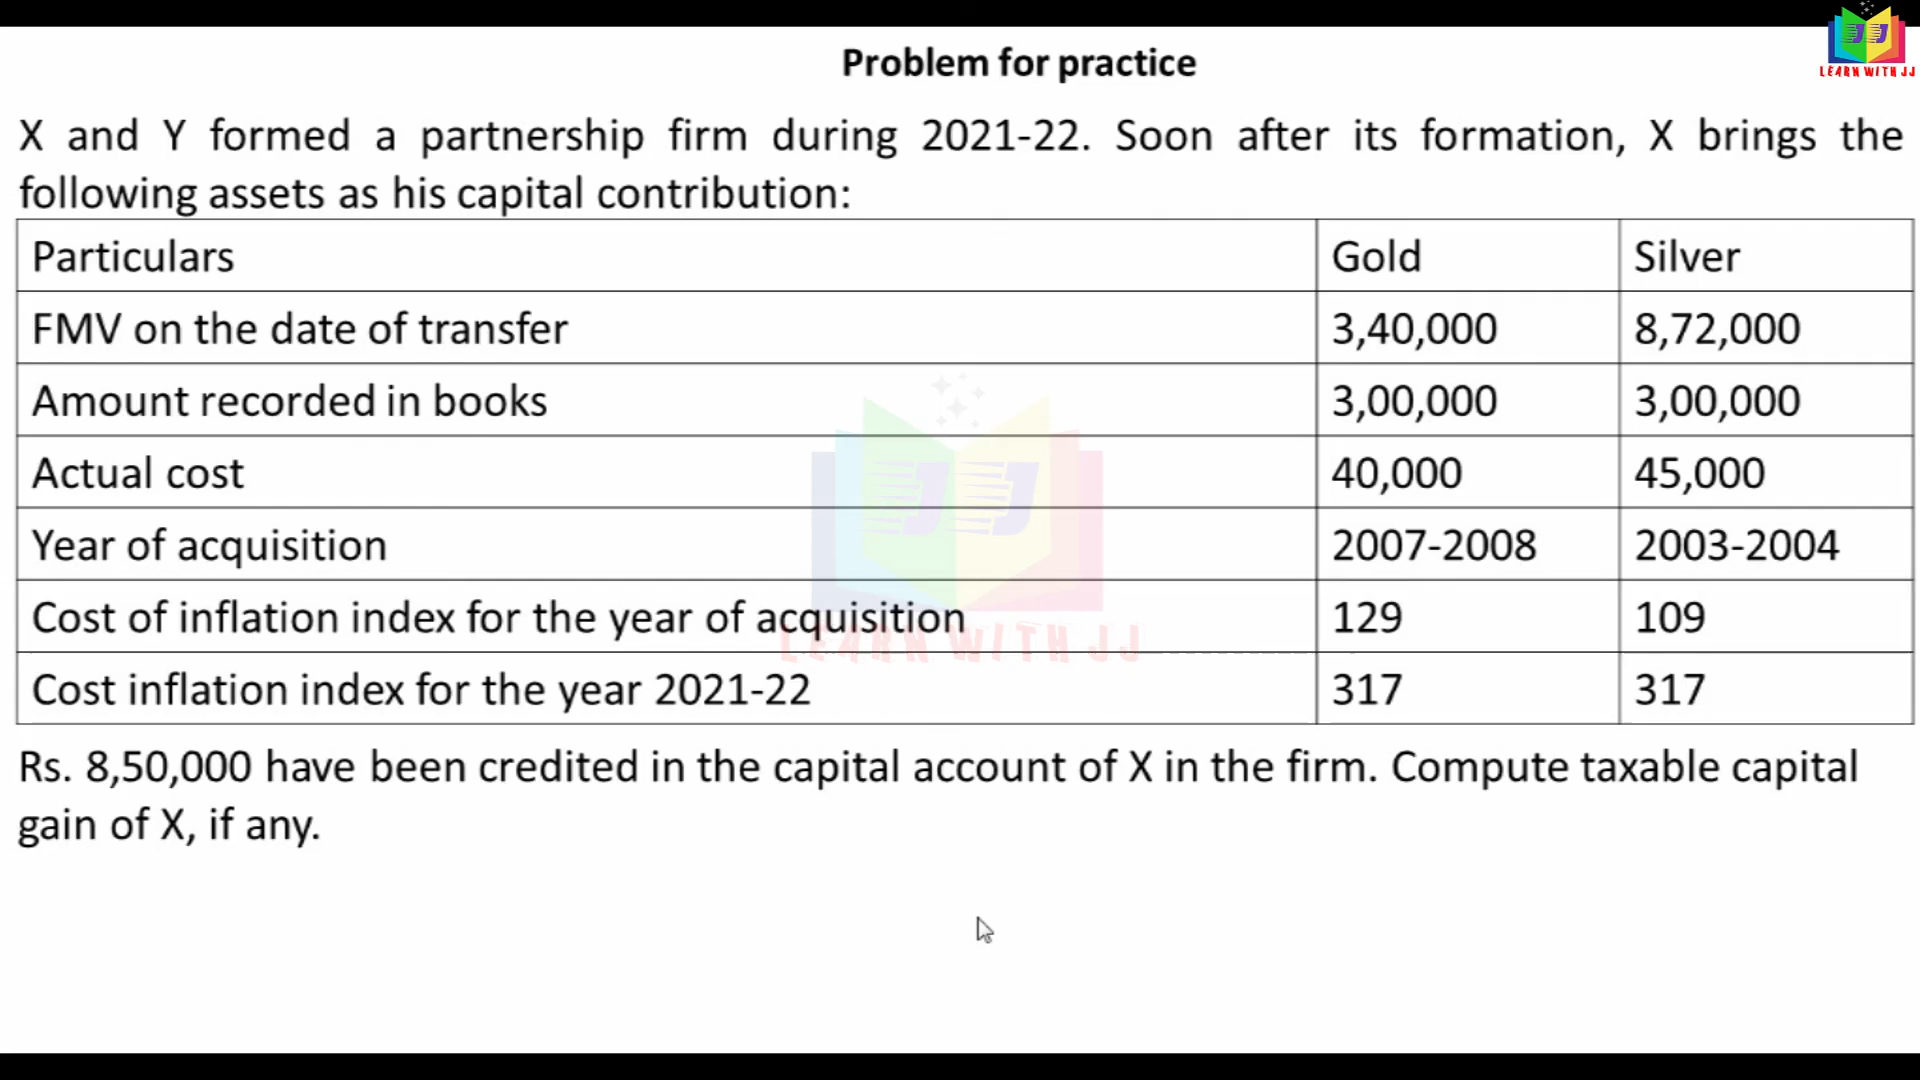 LEARN WITH JJ
Problem for practice
X and Y formed a partnership firm during 2021-22. Soon after its formation, X brings the
following assets as his capital contribution:
Particulars Gold Silver
FMV on the date of transfer 3,40,000 8,72,000
Amount recorded in books 3,00,000 3,00,000
Actual cost 40,000 45,000
Year of acquisition 2007-2008 2003-2004
Cost of inflation index for the year of acquisition 129 109
LEARN WITH JJ
Cost inflation index for the year 2021-22 317 317
Rs. 8,50,000 have been credited in the capital account of X in the firm. Compute taxable capital
gain of X, if any.